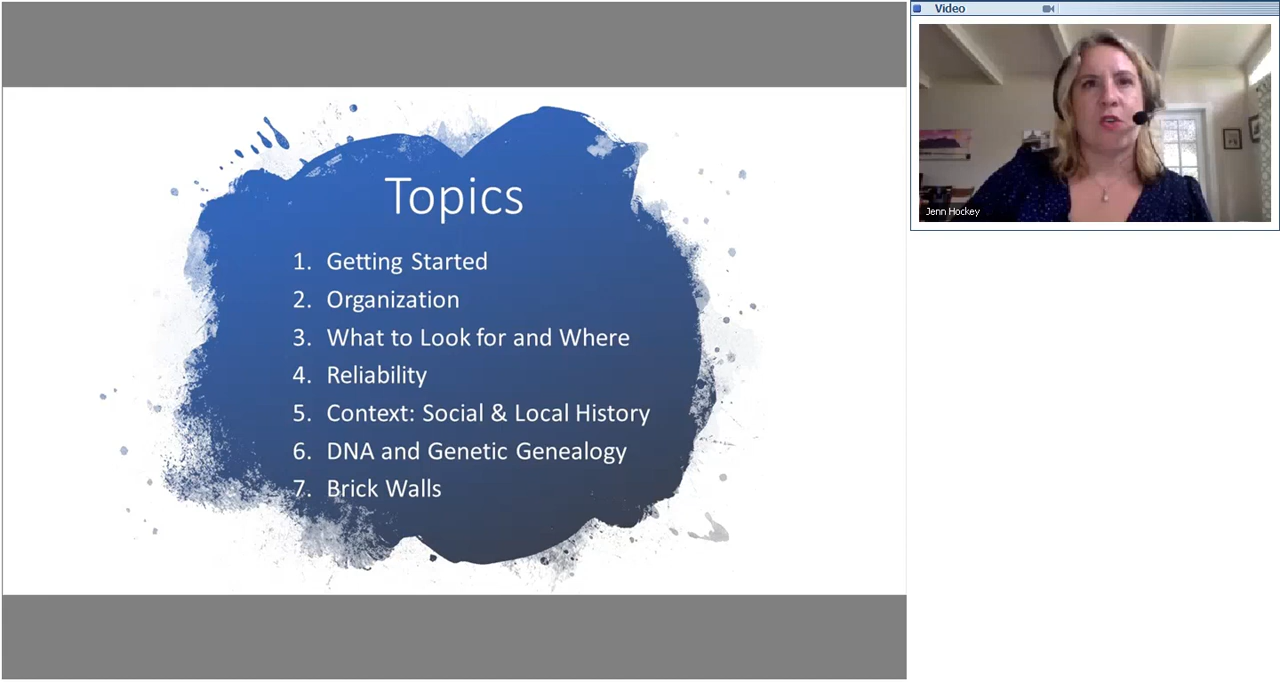 Topics
1. Getting Started
2. Organization
3. What to Look for and Where
4. Reliability
5. Context: Social & Local History
6. DNA and Genetic Genealogy
7. Brick Walls
Video
Jenn Hockey